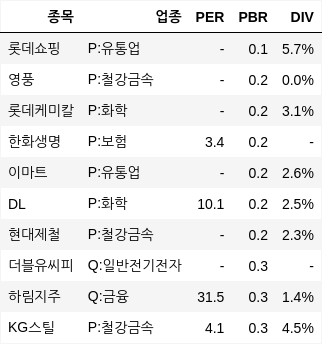 종목 업종 PER PBR DIV
롯데쇼핑 P:유통업 - 0.1 5.7%
영풍 P:철강금속 - 0.2 0.0%
롯데케미칼 P:화학 - 0.2 3.1%
한화생명 P:보험 3.4 0.2 -
이마트 P:유통업 - 0.2 2.6%
DL P:화학 10.1 0.2 2.5%
현대제철 P:철강금속 - 0.2 2.3%
더블유씨피 Q:일반전기전자 - 0.3 -
하림지주 Q:금융 31.5 0.3 1.4%
KG스틸 P:철강금속 4.1 0.3 4.5%